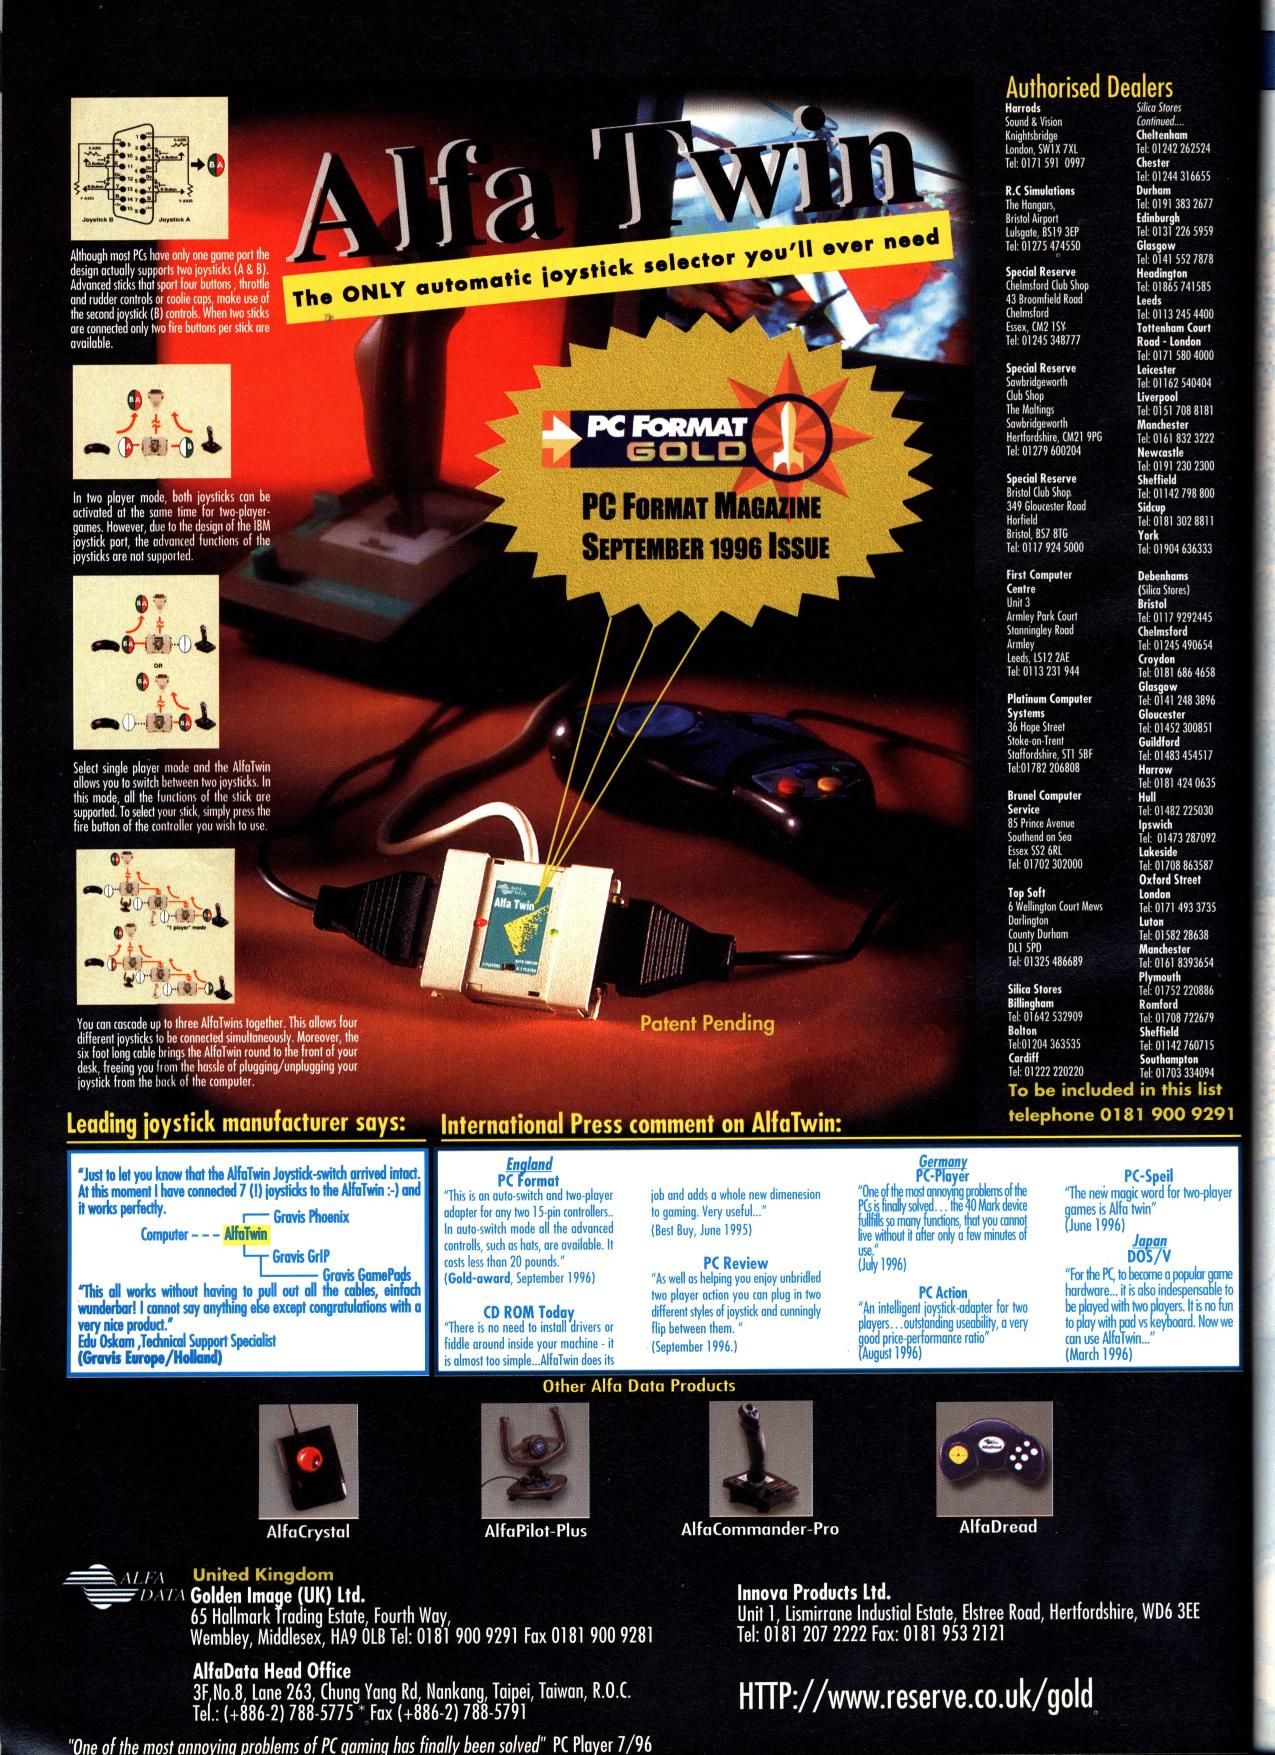 Alfa Twin
The ONLY automatic joystick selector you'll ever need
Joystick B
Joystick A
Although most PCs have only one game port the
design actually supports two joysticks (A & B).
Advanced sticks that sport four buttons , throttle
and rudder controls or coolie caps, make use of
the second joystick (B) controls. When two sticks
are connected only two fire buttons per stick are
available.
In two player mode, both joysticks can be
activated at the same time for two-player-
games. However, due to the design of the IBM
joystick port, the advanced functions of the
joysticks are not supported.
OR
Select single player mode and the AlfaTwin
allows you to switch between two joysticks. In
this mode, all the functions of the stick are
supported. To select your stick, simply press the
fire button of the controller you wish to use.
"1 player" mode
You can cascade up to three AlfaTwins together. This allows four
different joysticks to be connected simultaneously. Moreover, the
six foot long cable brings the AlfaTwin round to the front of your
desk, freeing you from the hassle of plugging/unplugging your
joystick from the back of the computer.
PC FORMAT
GOLD
PC FORMAT MAGAZINE
SEPTEMBER 1996 ISSUE
ALFA
DATA
Alfa Twin
Patent Pending
Authorised Dealers
Harrods
Sound & Vision
Knightsbridge
London, SW1X 7XL
Tel: 0171 591 0997
R.C Simulations
The Hangars,
Bristol Airport
Lulsgate, BS19 3EP
Tel: 01275 474550
Special Reserve
Chelmsford Club Shop
43 Broomfield Road
Chelmsford
Essex, CM2 1SY
Tel: 01245 348777
Special Reserve
Sawbridgeworth
Club Shop
The Maltings
Sawbridgeworth
Hertfordshire, CM21 9PG
Tel: 01279 600204
Special Reserve
Bristol Club Shop
349 Gloucester Road
Horfield
Bristol, BS7 8TG
Tel: 0117 924 5000
First Computer
Centre
Unit 3
Armley Park Court
Stanningley Road
Armley
Leeds, LS12 2AE
Tel: 0113 231 944
Platinum Computer
Systems
36 Hope Street
Stoke-on-Trent
Staffordshire, ST1 5BF
Tel:01782 206808
Brunel Computer
Service
85 Prince Avenue
Southend on Sea
Essex SS2 6RL
Tel: 01702 302000
Top Soft
6 Wellington Court Mews
Darlington
County Durham
DL1 5PD
Tel: 01325 486689
Silica Stores
Billingham
Tel: 01642 532909
Bolton
Tel:01204 363535
Cardiff
Tel: 01222 220220
Silica Stores
Continued....
Cheltenham
Tel: 01242 262524
Chester
Tel: 01244 316655
Durham
Tel: 0191 383 2677
Edinburgh
Tel: 0131 226 5959
Glasgow
Tel: 0141 552 7878
Headington
Tel: 01865 741585
Leeds
Tel: 0113 245 4400
Tottenham Court
Road - London
Tel: 0171 580 4000
Leicester
Tel: 01162 540404
Liverpool
Tel: 0151 708 8181
Manchester
Tel: 0161 832 3222
Newcastle
Tel: 0191 230 2300
Sheffield
Tel: 01142 798 800
Sidcup
Tel: 0181 302 8811
York
Tel: 01904 636333
Debenhams
(Silica Stores)
Bristol
Tel: 0117 9292445
Chelmsford
Tel: 01245 490654
Croydon
Tel: 0181 686 4658
Glasgow
Tel: 0141 248 3896
Gloucester
Tel: 01452 300851
Guildford
Tel: 01483 454517
Harrow
Tel: 0181 424 0635
Hull
Tel: 01482 225030
Ipswich
Tel: 01473 287092
Lakeside
Tel: 01708 863587
Oxford Street
London
Tel: 0171 493 3735
Luton
Tel: 01582 28638
Manchester
Tel: 0161 8393654
Plymouth
Tel: 01752 220886
Romford
Tel: 01708 722679
Sheffield
Tel: 01142 760715
Southampton
Tel: 01703 334094
To be included in this list
telephone 0181 900 9291
Leading joystick manufacturer says:
"Just to let you know that the AlfaTwin Joystick-switch arrived intact.
At this moment I have connected 7 (!) joysticks to the AlfaTwin :-) and
it works perfectly.
Gravis Phoenix
Computer - - - AlfaTwin
Gravis GrIP
Gravis GamePads
"This all works without having to pull out all the cables, einfach
wunderbar! I cannot say anything else except congratulations with a
very nice product."
Edu Oskam ,Technical Support Specialist
(Gravis Europe/Holland)
International Press comment on AlfaTwin:
England
PC Format
"This is an auto-switch and two-player
adapter for any two 15-pin controllers..
In auto-switch mode all the advanced
controlls, such as hats, are available. It
costs less than 20 pounds."
(Gold-award, September 1996)
CD ROM Today
"There is no need to install drivers or
fiddle around inside your machine - it
is almost too simple...AlfaTwin does its
job and adds a whole new dimenesion
to gaming. Very useful..."
(Best Buy, June 1995)
PC Review
"As well as helping you enjoy unbridled
two player action you can plug in two
different styles of joystick and cunningly
flip between them. "
(September 1996.)
Germany
PC-Player
"One of the most annoying problems of the
PCs is finally solved... the 40 Mark device
fullfills so many functions, that you cannot
live without it after only a few minutes of
use."
(July 1996)
PC Action
"An intelligent joystick-adapter for two
players...outstanding useability, a very
good price-performance ratio"
(August 1996)
PC-Speil
"The new magic word for two-player
games is Alfa twin"
(June 1996)
Japan
DOS/V
"For the PC, to become a popular game
hardware... it is also indespensable to
be played with two players. It is no fun
to play with pad vs keyboard. Now we
can use AlfaTwin..."
(March 1996)
Other Alfa Data Products
AlfaCrystal
AlfaPilot-Plus
AlfaCommander-Pro
AlfaDread
ALFA
DATA
United Kingdom
Golden Image (UK) Ltd.
65 Hallmark Trading Estate, Fourth Way,
Wembley, Middlesex, HA9 0LB Tel: 0181 900 9291 Fax 0181 900 9281
AlfaData Head Office
3F,No.8, Lane 263, Chung Yang Rd, Nankang, Taipei, Taiwan, R.O.C.
Tel.: (+886-2) 788-5775 * Fax (+886-2) 788-5791
Innova Products Ltd.
Unit 1, Lismirrane Industial Estate, Elstree Road, Hertfordshire, WD6 3EE
Tel: 0181 207 2222 Fax: 0181 953 2121
HTTP://www.reserve.co.uk/gold
"One of the most annoying problems of PC gaming has finally been solved" PC Player 7/96